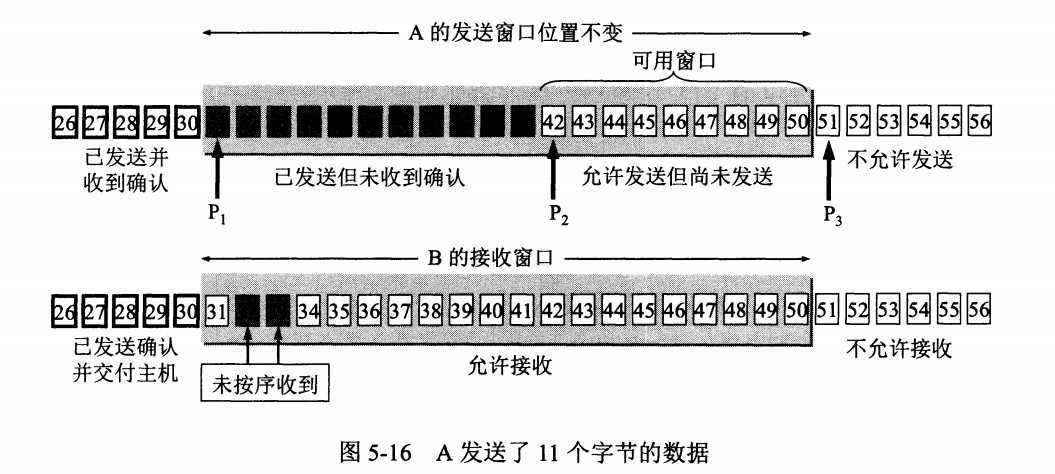 A 的发送窗口位置不变
可用窗口
26 27 28 29 30 42 43 44 45 46 47 48 49 50 51 52 53 54 55 56
已发送并
收到确认
已发送但未收到确认
允许发送但尚未发送
不允许发送
P1 P2 P3
B 的接收窗口
26 27 28 29 30 31 34 35 36 37 38 39 40 41 42 43 44 45 46 47 48 49 50 51 52 53 54 55 56
已发送确认
并交付主机
未按序收到
允许接收
不允许接收
图 5-16 A 发送了 11 个字节的数据